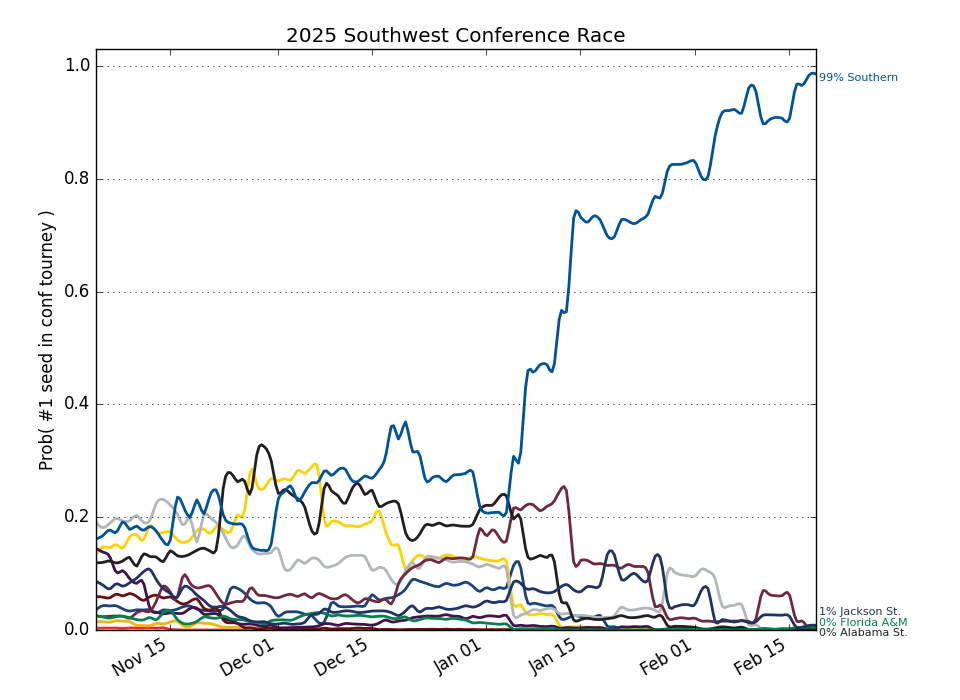 2025 Southwest Conference Race
Prob( #1 seed in conf tourney )
1.0
0.8
0.6
0.4
0.2
0.0
Nov 15
Dec 01
Dec 15
Jan 01
Jan 15
Feb 01
Feb 15
99% Southern
1% Jackson St.
0% Florida A&M
0% Alabama St.